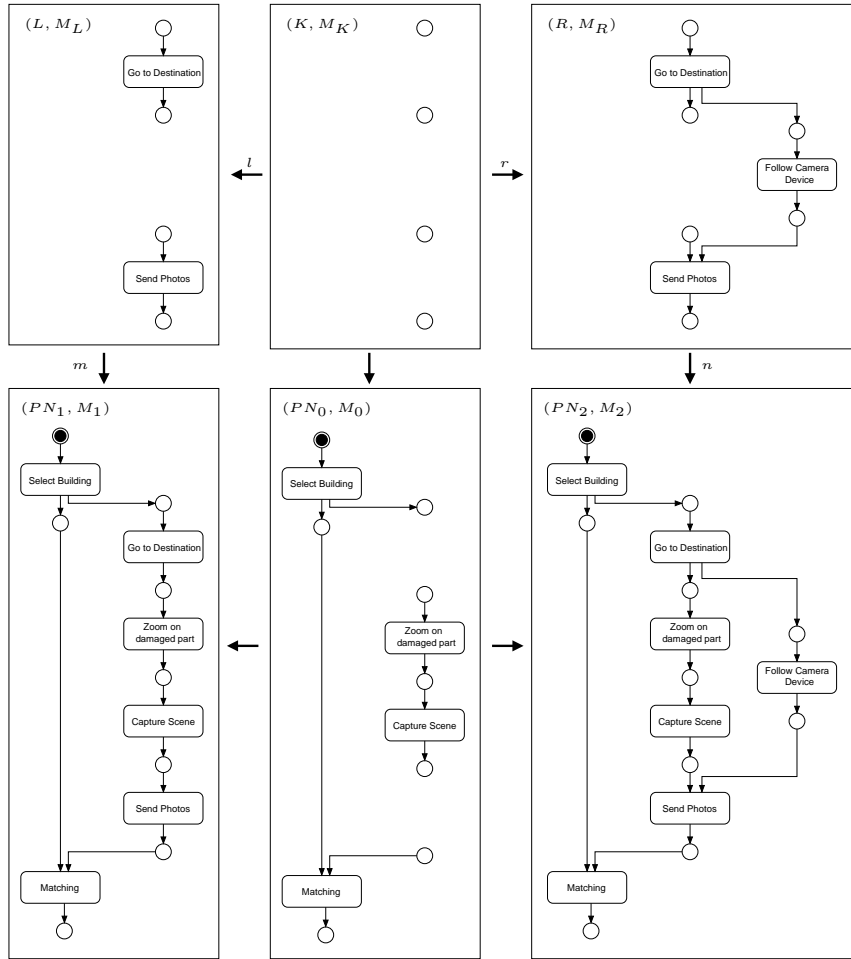 (L, M_L)
Go to Destination
Send Photos
(K, M_K)
l
r
(R, M_R)
Go to Destination
Follow Camera
Device
Send Photos
m
n
(PN_1, M_1)
Select Building
Go to Destination
Zoom on
damaged part
Capture Scene
Send Photos
Matching
(PN_0, M_0)
Select Building
Zoom on
damaged part
Capture Scene
Matching
(PN_2, M_2)
Select Building
Go to Destination
Zoom on
damaged part
Follow Camera
Device
Capture Scene
Send Photos
Matching